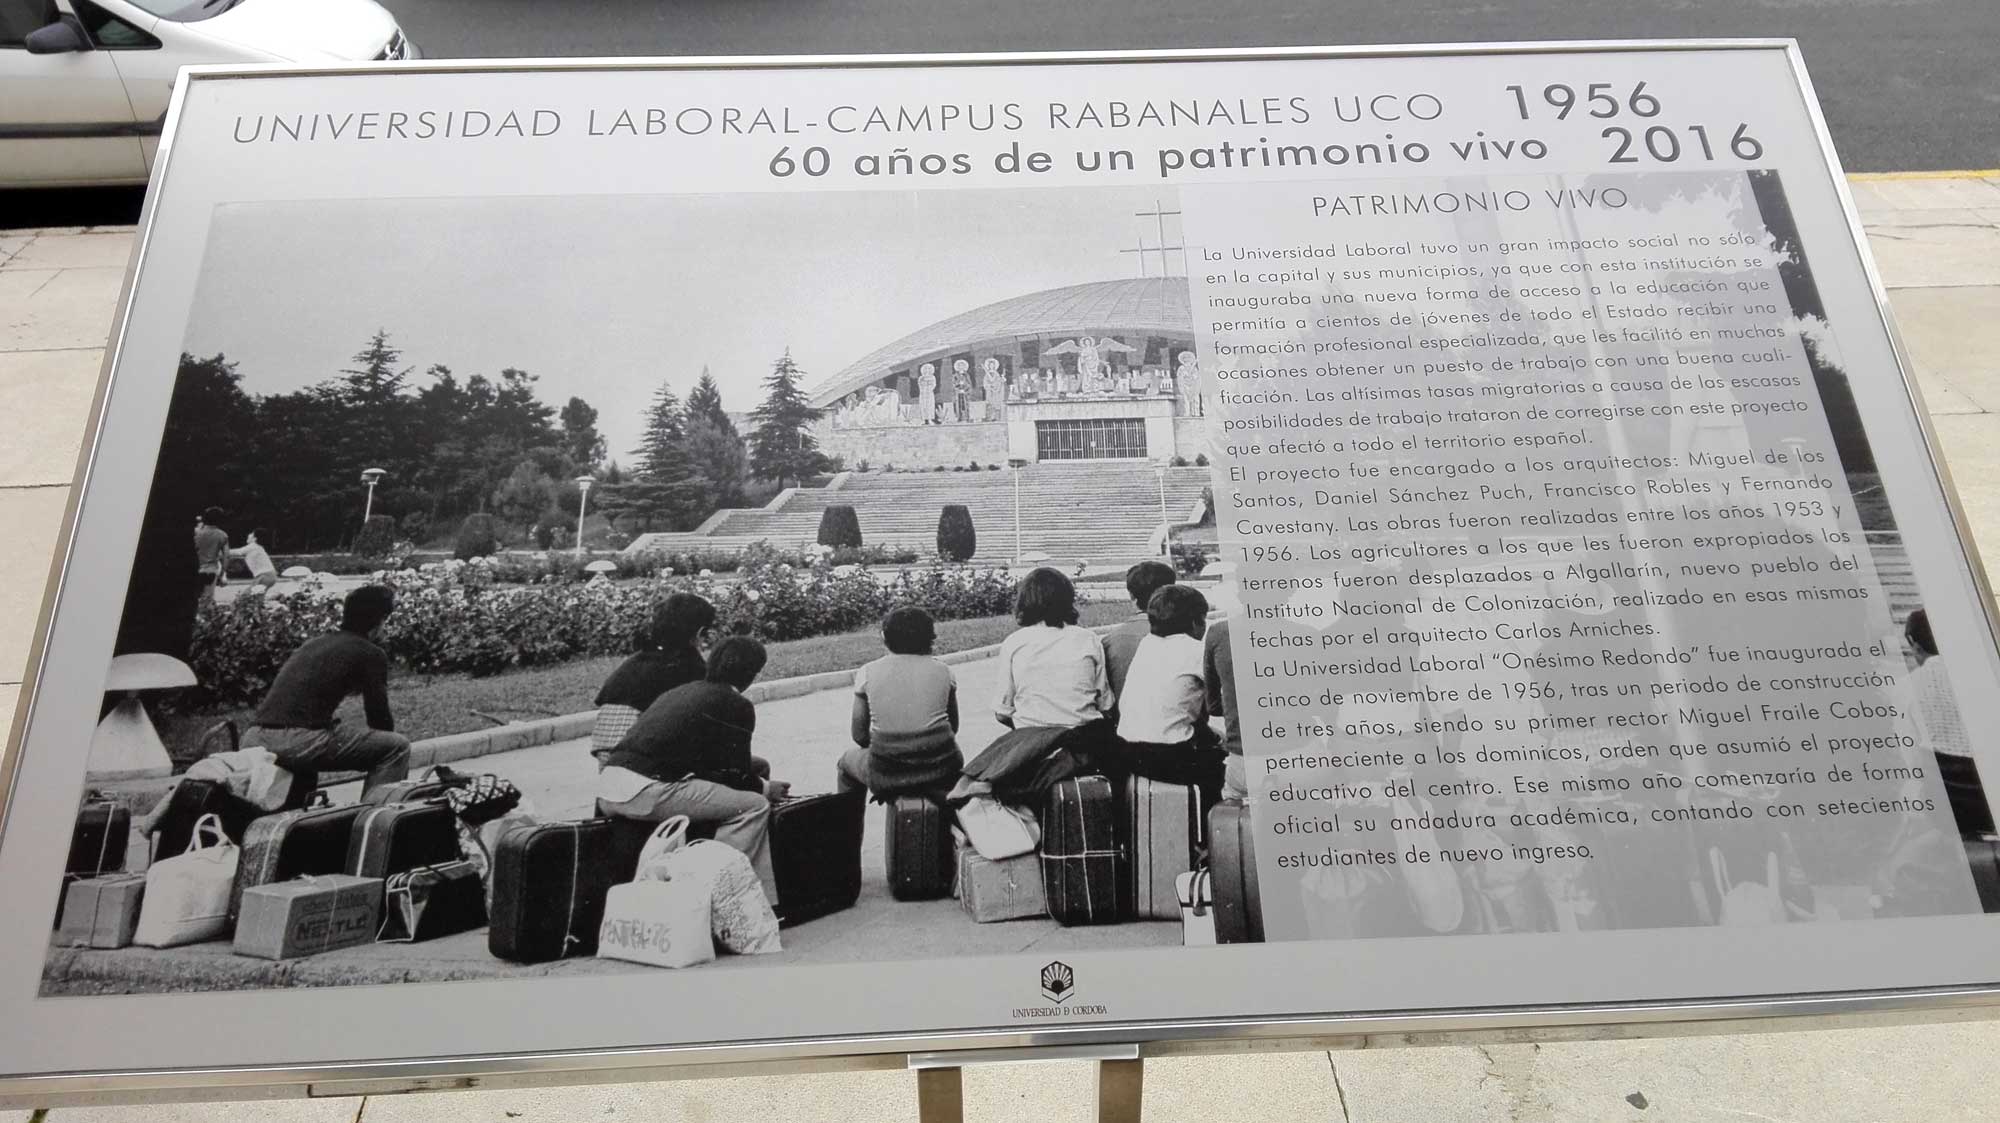 UNIVERSIDAD LABORAL-CAMPUS RABANALES UCO 1956
60 años de un patrimonio vivo 2016
PATRIMONIO VIVO
La Universidad Laboral tuvo un gran impacto social no sólo
en la capital y sus municipios, ya que con esta institución se
inauguraba una nueva forma de acceso a la educación que
permitía a cientos de jóvenes de todo el Estado recibir una
formación profesional especializada, que les facilitó en muchas
ocasiones obtener un puesto de trabajo con una buena cuali-
ficación. Las altísimas tasas migratorias a causa de las escasas
posibilidades de trabajo trataron de corregirse con este proyecto
que afectó a todo el territorio español.
El proyecto fue encargado a los arquitectos: Miguel de los
Santos, Daniel Sánchez Puch, Francisco Robles y Fernando
Cavestany. Las obras fueron realizadas entre los años 1953 y
1956. Los agricultores a los que les fueron expropiados los
terrenos fueron desplazados a Algallarín, nuevo pueblo del
Instituto Nacional de Colonización, realizado en esas mismas
fechas por el arquitecto Carlos Arniches.
La Universidad Laboral "Onésimo Redondo" fue inaugurada el
cinco de noviembre de 1956, tras un periodo de construcción
de tres años, siendo su primer rector Miguel Fraile Cobos,
perteneciente a los dominicos, orden que asumió el proyecto
educativo del centro. Ese mismo año comenzaría de forma
oficial su andadura académica, contando con setecientos
estudiantes de nuevo ingreso.
NESTLÉ
76
UNIVERSIDAD D CORDOBA